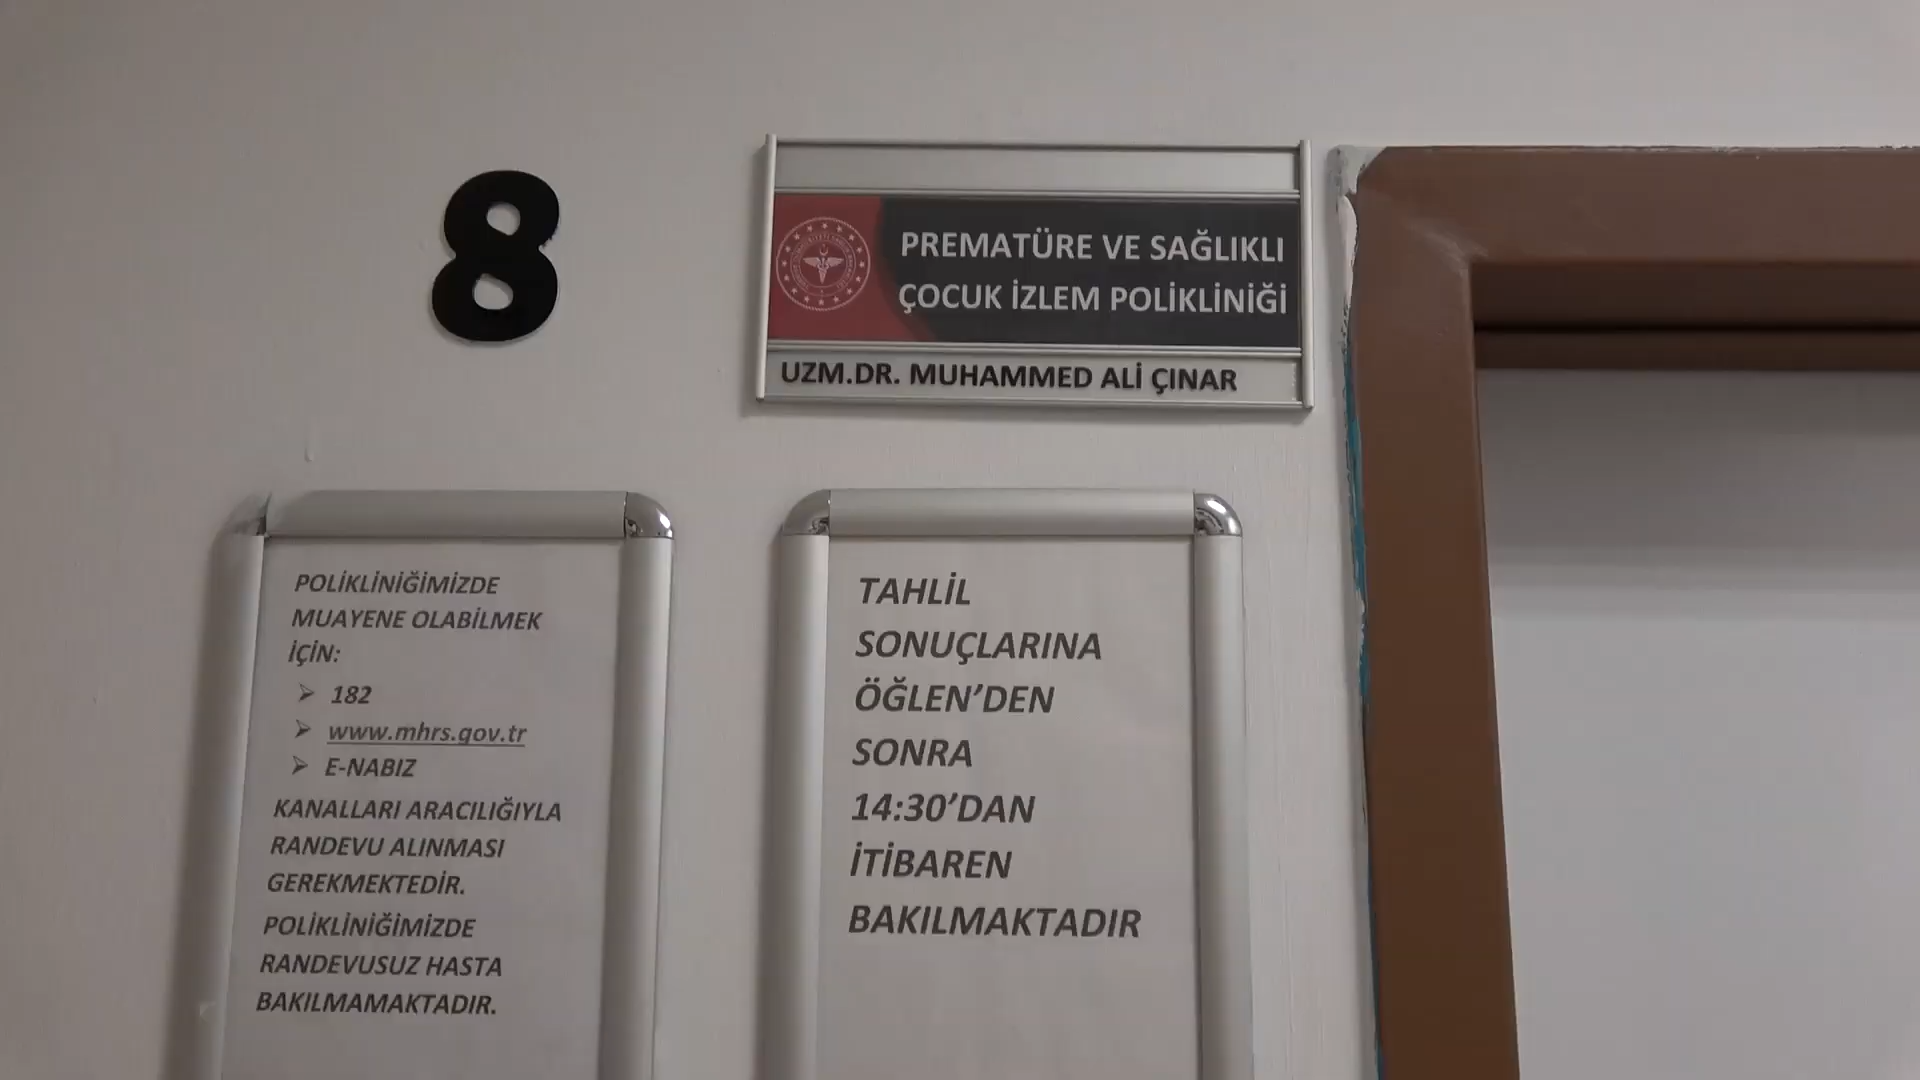 8
PREMATÜRE VE SAĞLIKLI
ÇOCUK İZLEM POLİKLİNİĞİ
UZM.DR. MUHAMMED ALİ ÇINAR
POLİKLİNİĞİMİZDE
MUAYENE OLABİLMEK
İÇİN:
➢ 182
➢ www.mhrs.gov.tr
➢ E-NABIZ
KANALLARI ARACILIĞIYLA
RANDEVU ALINMASI
GEREKMEKTEDİR.
POLİKLİNİĞİMİZDE
RANDEVUSUZ HASTA
BAKILMAMAKTADIR.
TAHLİL
SONUÇLARINA
ÖĞLEN’DEN
SONRA
14:30’DAN
İTİBAREN
BAKILMAKTADIR